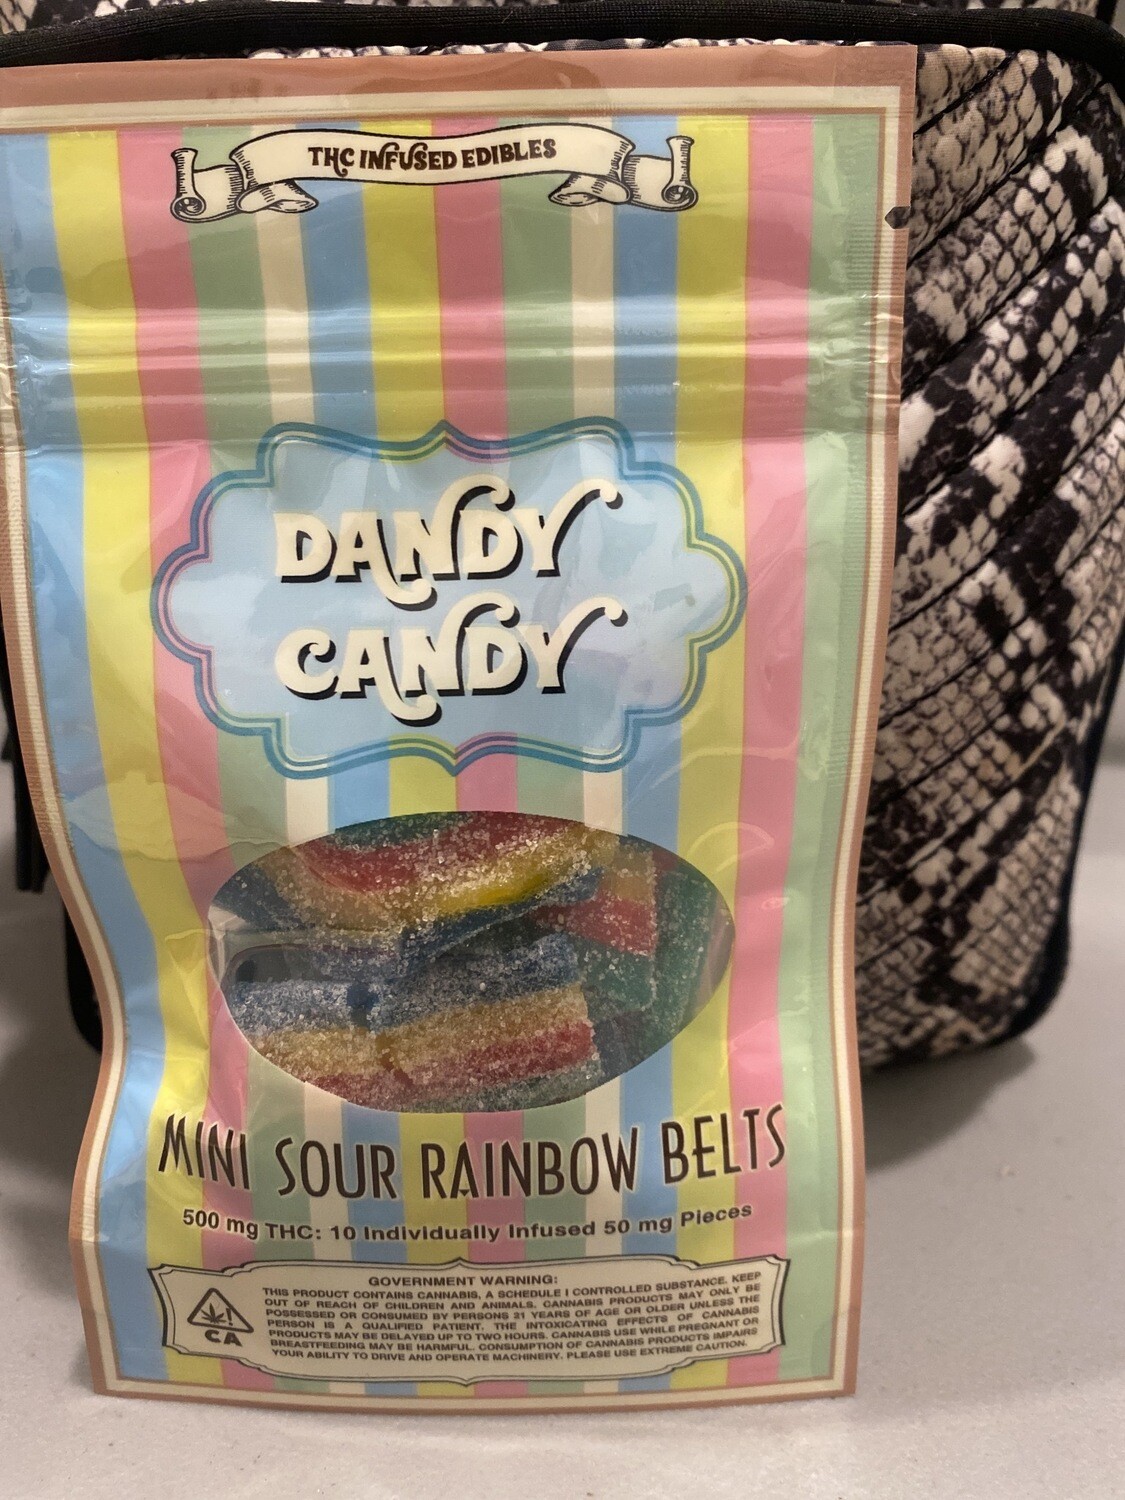 THC INFUSED EDIBLES
DANDY
CANDY
MINI SOUR RAINBOW BELTS
500 mg THC: 10 Individually Infused 50 mg Pieces
GOVERNMENT WARNING:
THIS PRODUCT CONTAINS CANNABIS, A SCHEDULE I CONTROLLED SUBSTANCE. KEEP
OUT OF REACH OF CHILDREN AND ANIMALS. CANNABIS PRODUCTS MAY ONLY BE
POSSESSED OR CONSUMED BY PERSONS 21 YEARS OF AGE OR OLDER UNLESS THE
PERSON IS A QUALIFIED PATIENT. THE INTOXICATING EFFECTS OF CANNABIS
PRODUCTS MAY BE DELAYED UP TO TWO HOURS. CANNABIS USE WHILE PREGNANT OR
BREASTFEEDING MAY BE HARMFUL. CONSUMPTION OF CANNABIS PRODUCTS IMPAIRS
YOUR ABILITY TO DRIVE AND OPERATE MACHINERY. PLEASE USE EXTREME CAUTION.
!
CA